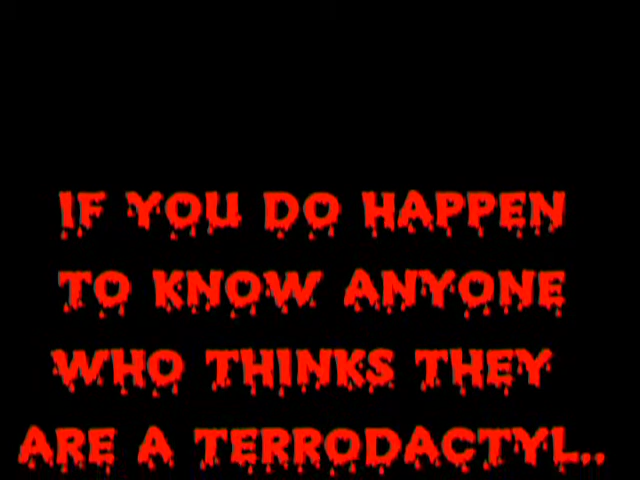 IF YOU DO HAPPEN
TO KNOW ANYONE
WHO THINKS THEY
ARE A TERRODACTYL..